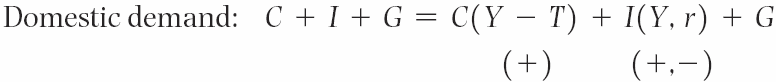 Domestic demand: C + I + G = C(Y − T) + I(Y, r) + G
(+) (+,−)